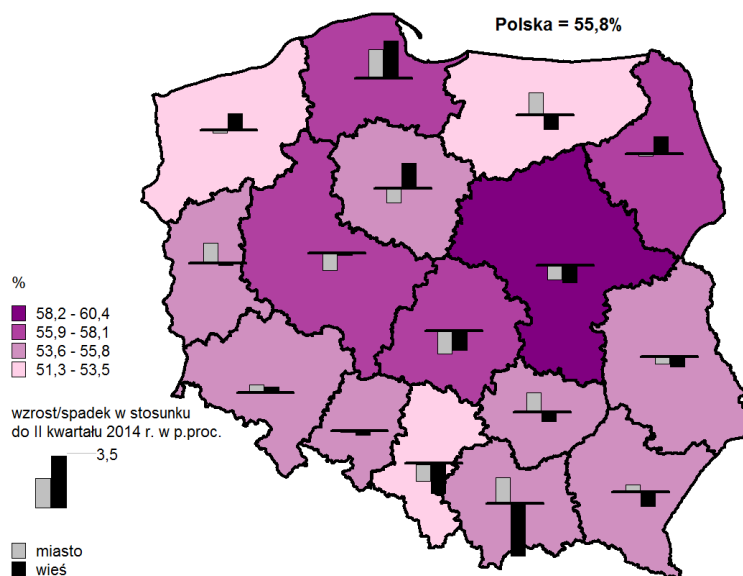 Polska = 55,8%
%
58,2 - 60,4
55,9 - 58,1
53,6 - 55,8
51,3 - 53,5
wzrost/spadek w stosunku
do II kwartału 2014 r. w p.proc.
3,5
miasto
wieś